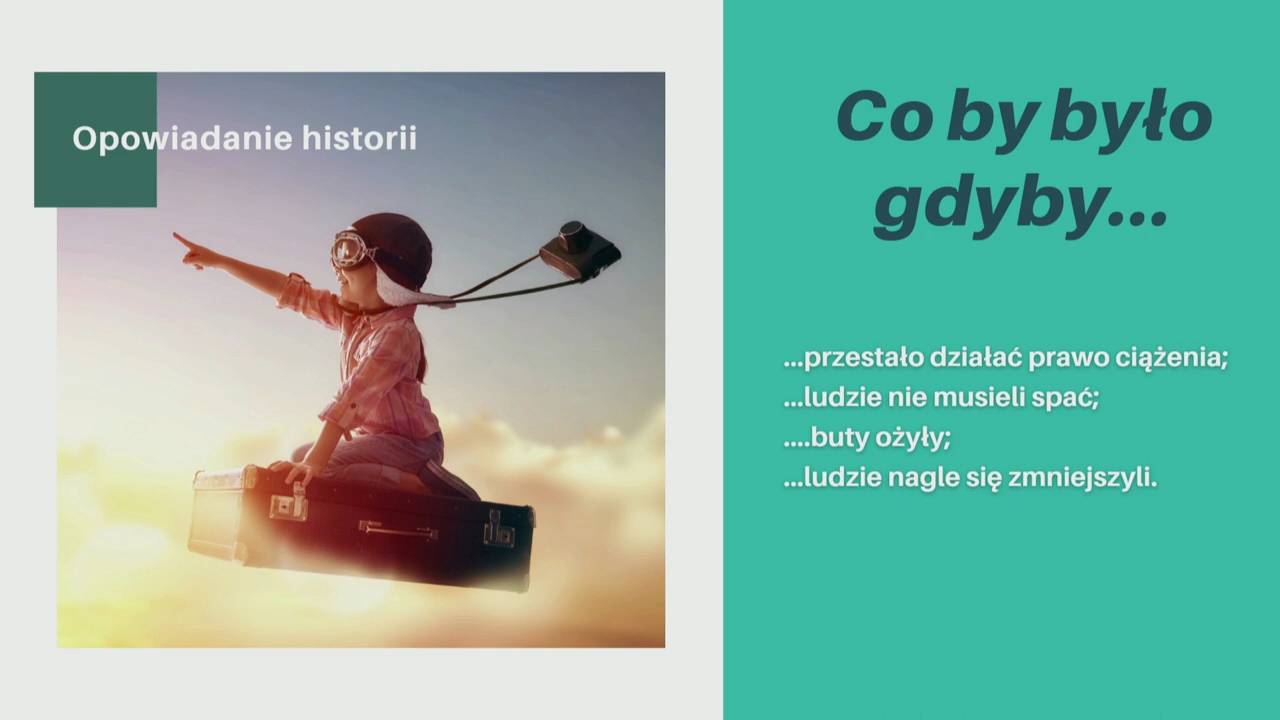 Opowiadanie historii
Co by było
gdyby...
...przestało działać prawo ciążenia;
...ludzie nie musieli spać;
....buty ożyły;
...ludzie nagle się zmniejszyli.